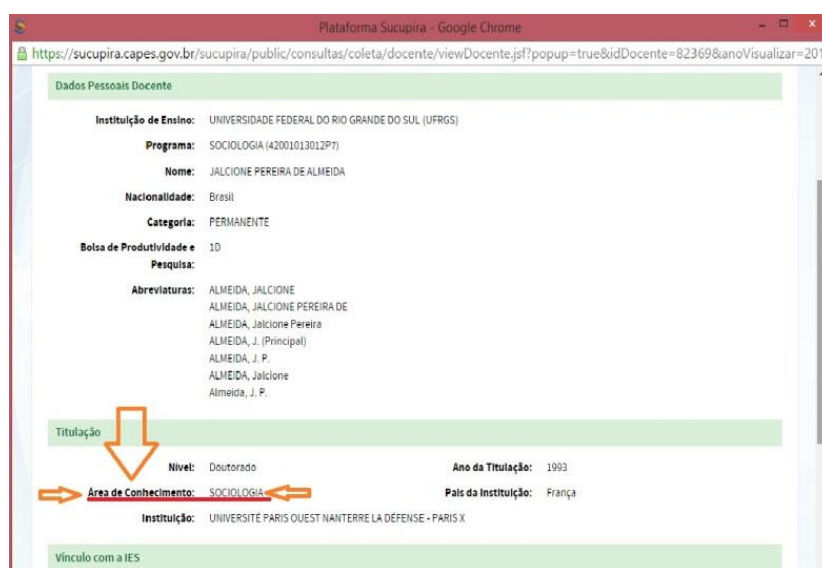 Plataforma Sucupira - Google Chrome
https://sucupira.capes.gov.br/sucupira/public/consultas/coleta/docente/viewDocente.jsf?popup=true&idDocente=82369&anoVisualizar=201
Dados Pessoais Docente
Instituição de Ensino: UNIVERSIDADE FEDERAL DO RIO GRANDE DO SUL (UFRGS)
Programa: SOCIOLOGIA (42001013012P7)
Nome: JALCIONE PEREIRA DE ALMEIDA
Nacionalidade: Brasil
Categoria: PERMANENTE
Bolsa de Produtividade e 1D
Pesquisa:
Abreviaturas: ALMEIDA, JALCIONE
ALMEIDA, JALCIONE PEREIRA DE
ALMEIDA, Jalcione Pereira
ALMEIDA, J. (Principal)
ALMEIDA, J. P.
ALMEIDA, Jalcione
Almeida, J. P.
Titulação
Nível: Doutorado Ano da Titulação: 1993
Área de Conhecimento: SOCIOLOGIA País da Instituição: França
Instituição: UNIVERSITÉ PARIS OUEST NANTERRE LA DÉFENSE - PARIS X
Vínculo com a IES